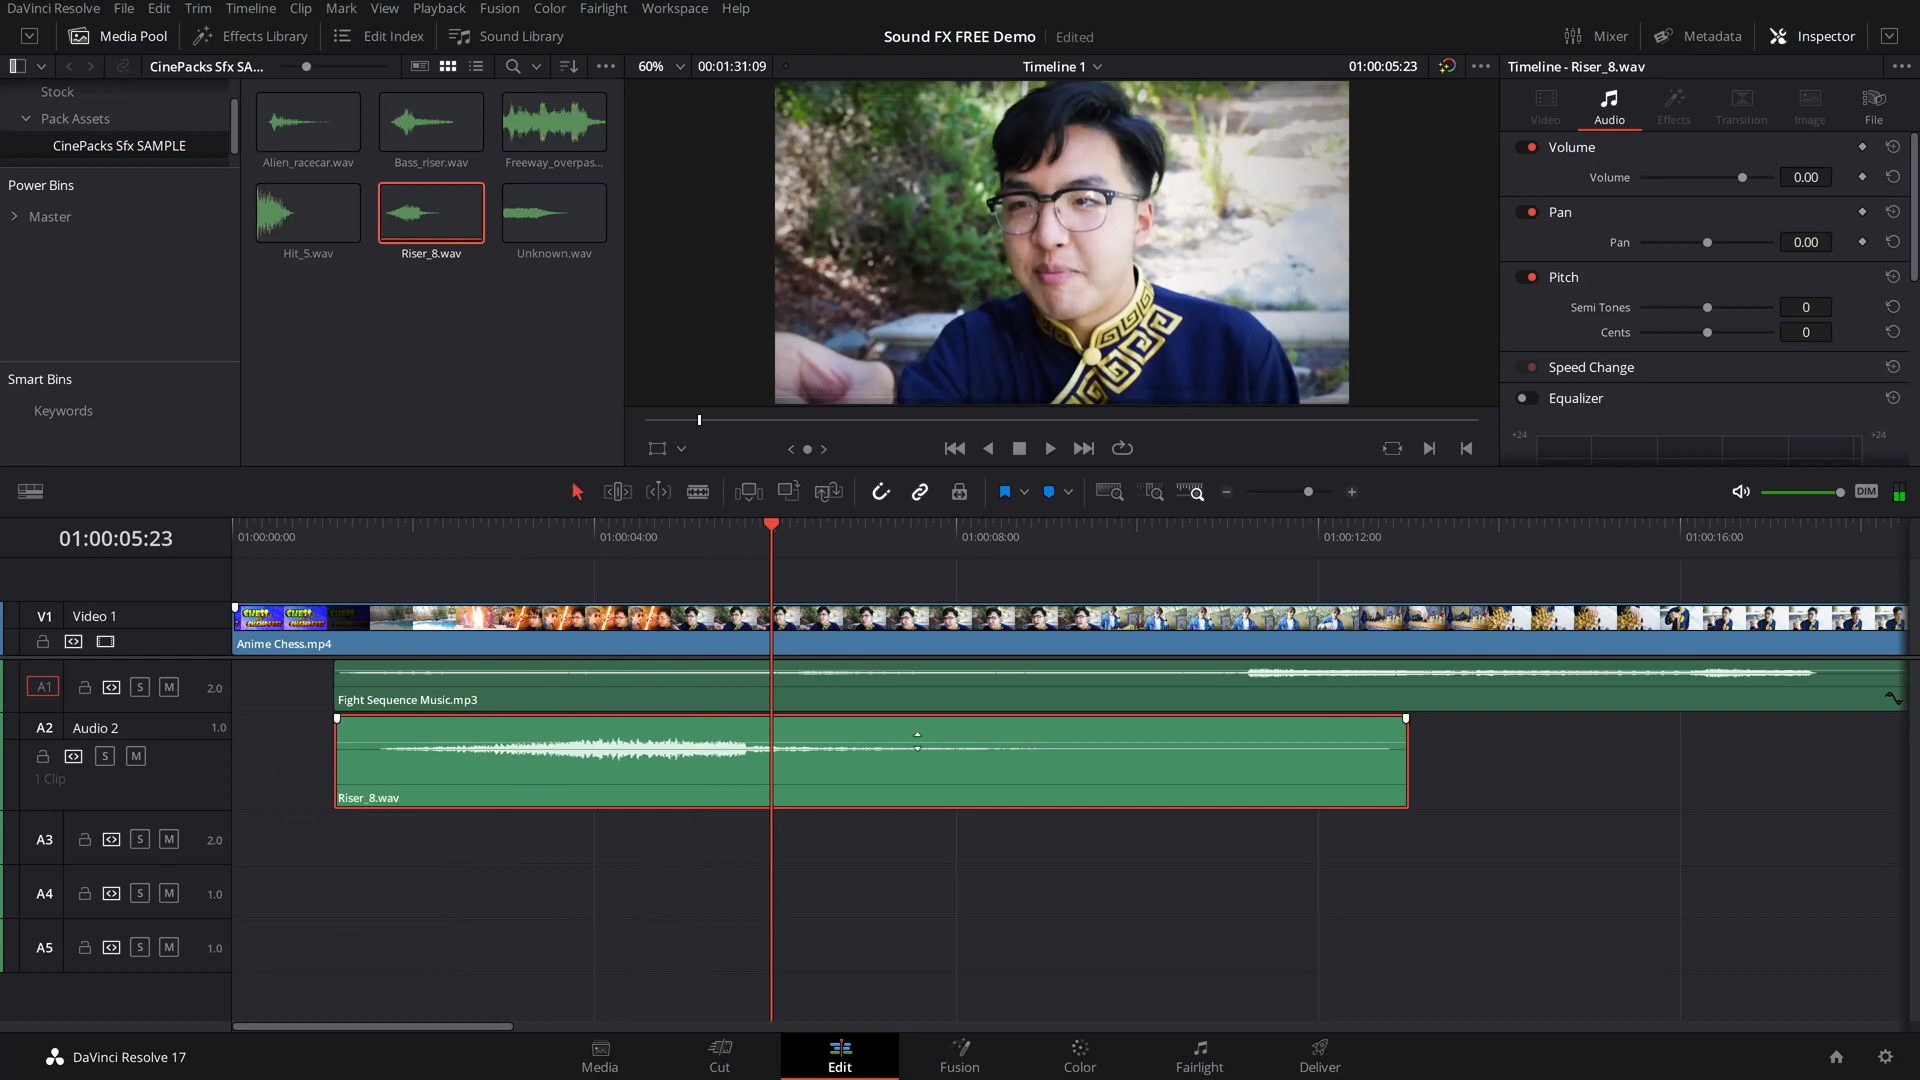 DaVinci Resolve File Edit Trim Timeline Clip Mark View Playback Fusion Color Fairlight Workspace Help
Media Pool Effects Library Edit Index Sound Library Sound FX FREE Demo Edited Mixer Metadata Inspector
CinePacks Sfx SA... 60% 00:01:31:09 Timeline 1 01:00:05:23 Timeline - Riser_8.wav
Stock
Pack Assets
CinePacks Sfx SAMPLE
Power Bins
Master
Smart Bins
Keywords
Alien_racecar.wav Bass_riser.wav Freeway_overpas...
Hit_5.wav Riser_8.wav Unknown.wav
Video Audio Effects Transition Image File
Volume
Volume 0.00
Pan
Pan 0.00
Pitch
Semi Tones 0
Cents 0
Speed Change
Equalizer
+24 +24
DIM
01:00:05:23 01:00:00:00 01:00:04:00 01:00:08:00 01:00:12:00 01:00:16:00
V1 Video 1
Anime Chess.mp4
A1 S M 2.0
Fight Sequence Music.mp3
A2 Audio 2 1.0
S M
1 Clip
Riser_8.wav
A3 S M 2.0
A4 S M 1.0
A5 S M 1.0
DaVinci Resolve 17 Media Cut Edit Fusion Color Fairlight Deliver